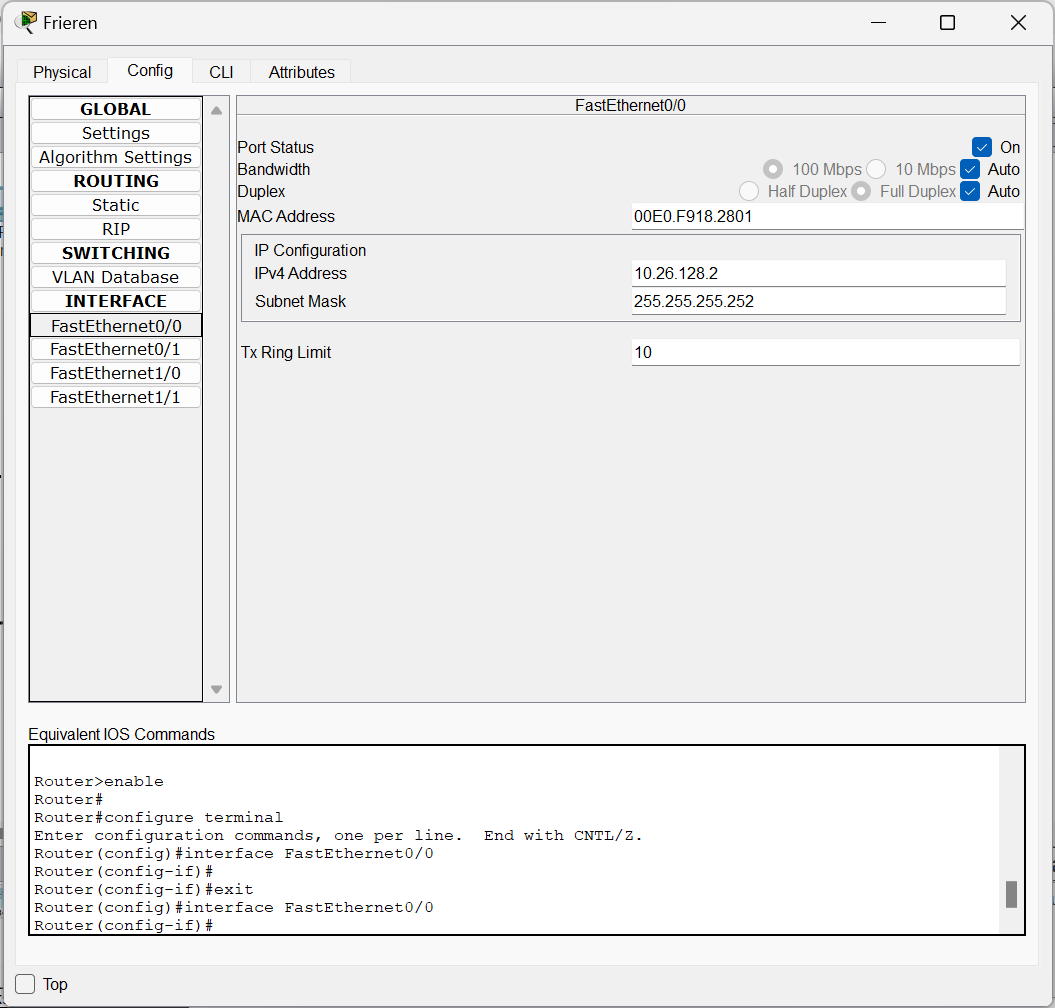 Frieren
Physical Config CLI Attributes
GLOBAL
Settings
Algorithm Settings
ROUTING
Static
RIP
SWITCHING
VLAN Database
INTERFACE
FastEthernet0/0
FastEthernet0/1
FastEthernet1/0
FastEthernet1/1
FastEthernet0/0
Port Status On
Bandwidth 100 Mbps 10 Mbps Auto
Duplex Half Duplex Full Duplex Auto
MAC Address 00E0.F918.2801
IP Configuration
IPv4 Address 10.26.128.2
Subnet Mask 255.255.255.252
Tx Ring Limit 10
Equivalent IOS Commands
Router>enable
Router#
Router#configure terminal
Enter configuration commands, one per line.  End with CNTL/Z.
Router(config)#interface FastEthernet0/0
Router(config-if)#
Router(config-if)#exit
Router(config)#interface FastEthernet0/0
Router(config-if)#
Top